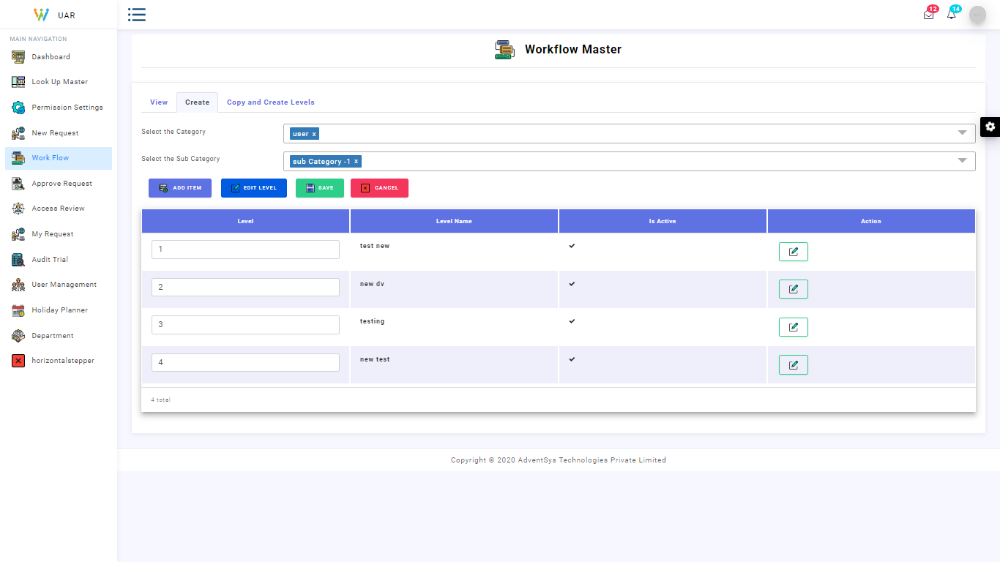 UAR
12
14
MAIN NAVIGATION
Dashboard
Look Up Master
Permission Settings
New Request
Work Flow
Approve Request
Access Review
My Request
Audit Trial
User Management
Holiday Planner
Department
horizontalstepper
Workflow Master
View Create Copy and Create Levels
Select the Category user x
Select the Sub Category sub Category -1 x
ADD ITEM EDIT LEVEL SAVE CANCEL
Level Level Name Is Active Action
1 test new
2 new dv
3 testing
4 new test
4 total
Copyright © 2020 AdventSys Technologies Private Limited